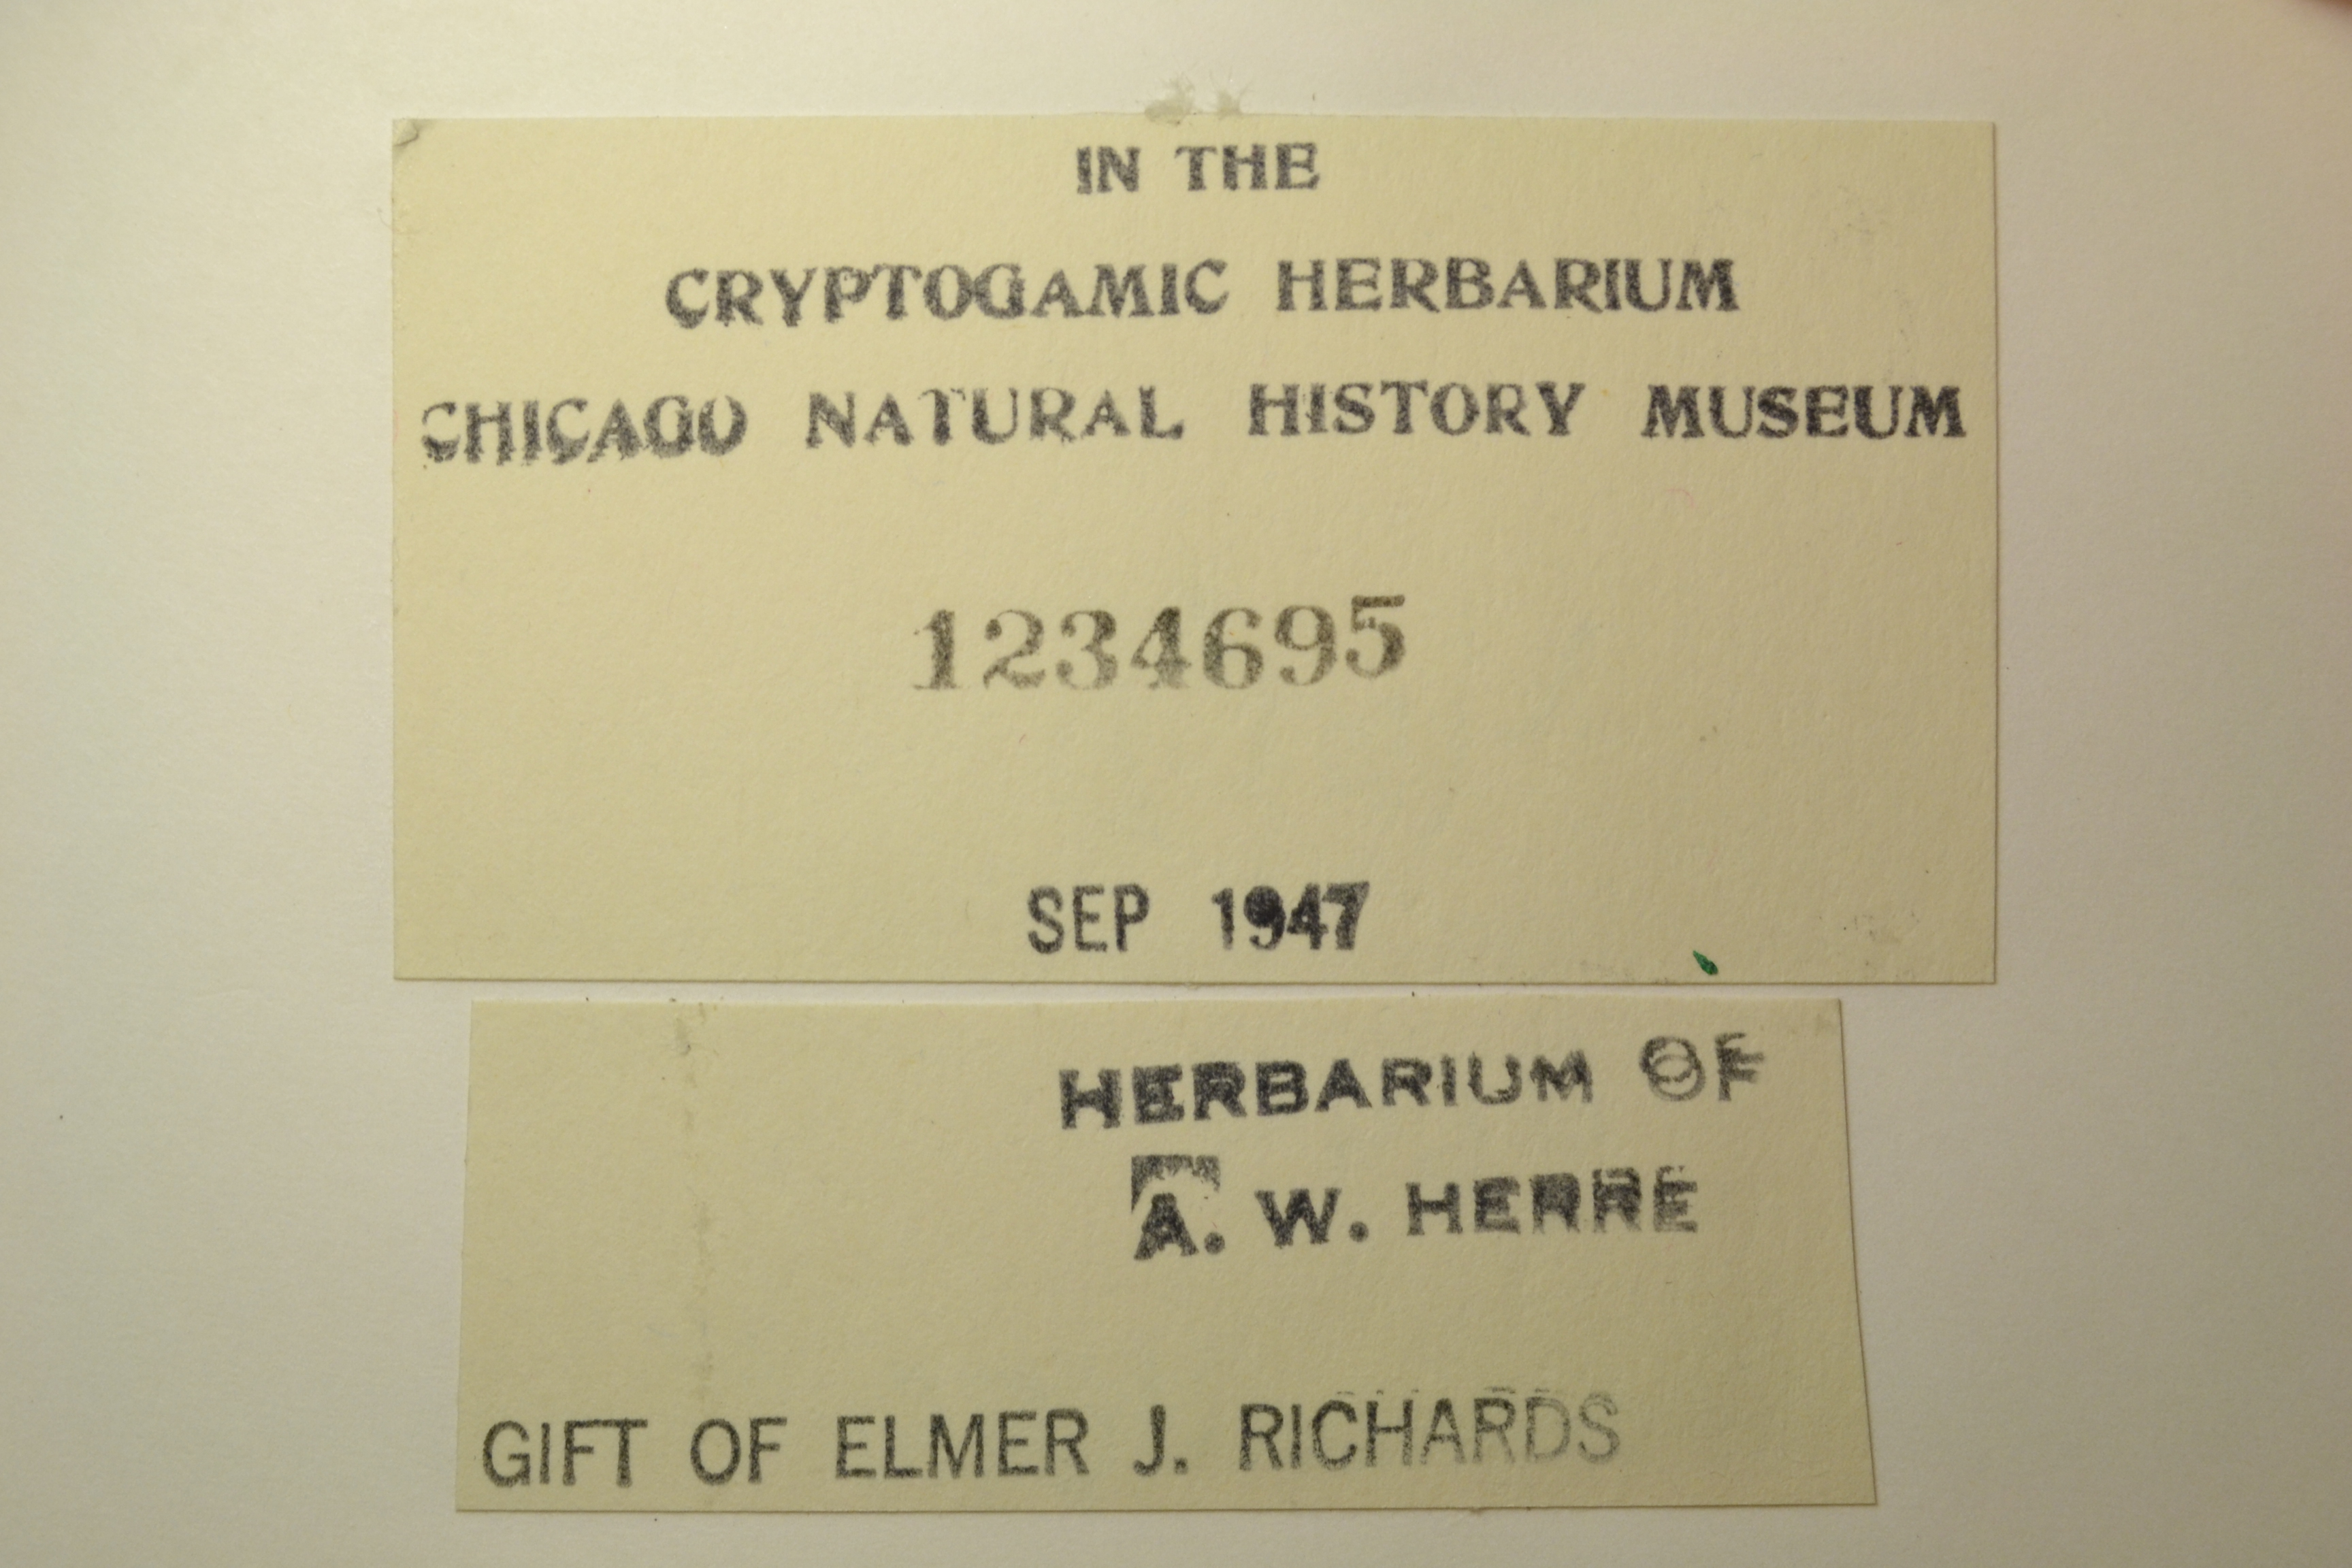 IN THE
CRYPTOGAMIC HERBARIUM
CHICAGO NATURAL HISTORY MUSEUM
1234695
SEP 1947
HERBARIUM OF
A. W. HERRE
GIFT OF ELMER J. RICHARDS